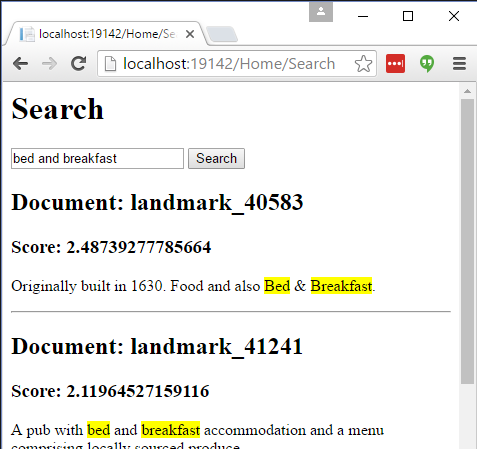 localhost:19142/Home/Se
localhost:19142/Home/Search
Search
bed and breakfast Search
Document: landmark_40583
Score: 2.48739277785664
Originally built in 1630. Food and also Bed & Breakfast.
Document: landmark_41241
Score: 2.11964527159116
A pub with bed and breakfast accommodation and a menu
comprising locally sourced produce